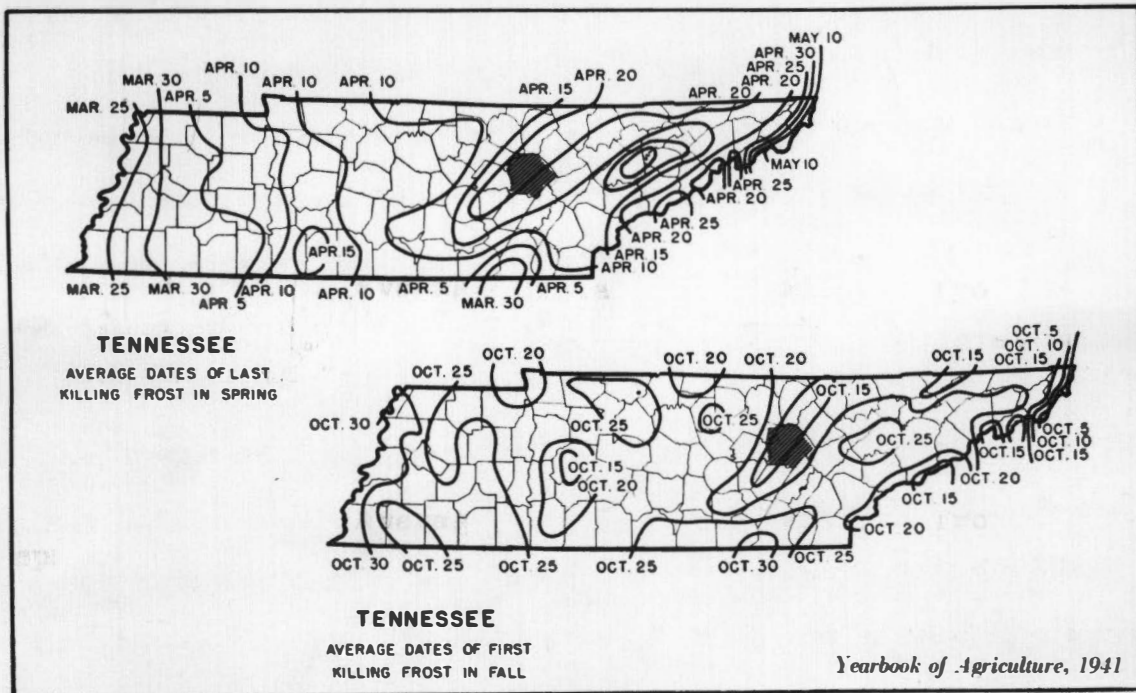 MAY 10
APR. 30
APR. 25
APR. 20
APR. 20
APR. 20
APR. 15
APR. 10
APR. 10
APR. 10
MAR. 30
APR. 5
MAR. 25
MAY 10
APR. 25
APR. 20
APR. 25
APR. 20
APR. 15
APR. 10
APR. 15
MAR. 25
MAR. 30
APR. 5
APR. 10
APR. 10
APR. 5
MAR. 30
APR. 5
TENNESSEE
AVERAGE DATES OF LAST
KILLING FROST IN SPRING
OCT. 5
OCT. 10
OCT. 15
OCT. 15
OCT. 20
OCT. 20
OCT. 20
OCT. 15
OCT. 25
OCT. 30
OCT. 25
OCT. 25
OCT. 25
OCT. 15
OCT. 20
OCT. 5
OCT. 10
OCT. 15
OCT. 15
OCT. 20
OCT. 15
OCT. 20
OCT. 30
OCT. 25
OCT. 25
OCT. 25
OCT. 30
OCT. 25
TENNESSEE
AVERAGE DATES OF FIRST
KILLING FROST IN FALL
Yearbook of Agriculture, 1941